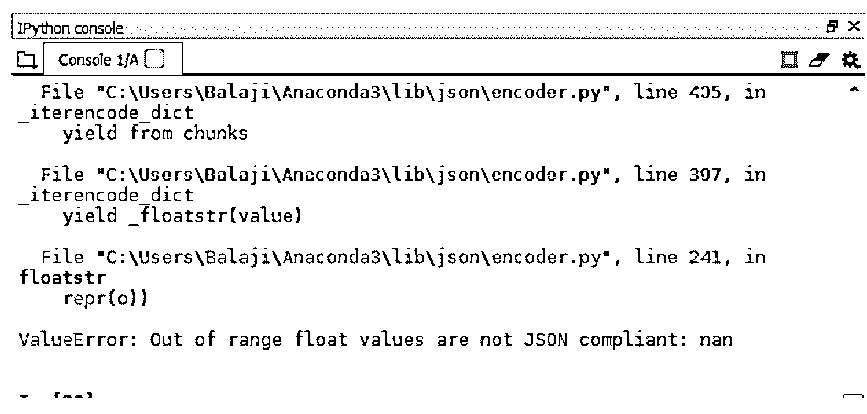 IPython console
Console 1/A
File "C:\Users\Balaji\Anaconda3\lib\json\encoder.py", line 405, in
_iterencode_dict
yield from chunks
File "C:\Users\Balaji\Anaconda3\lib\json\encoder.py", line 397, in
_iterencode_dict
yield _floatstr(value)
File "C:\Users\Balaji\Anaconda3\lib\json\encoder.py", line 241, in
floatstr
repr(o))
ValueError: Out of range float values are not JSON compliant: nan